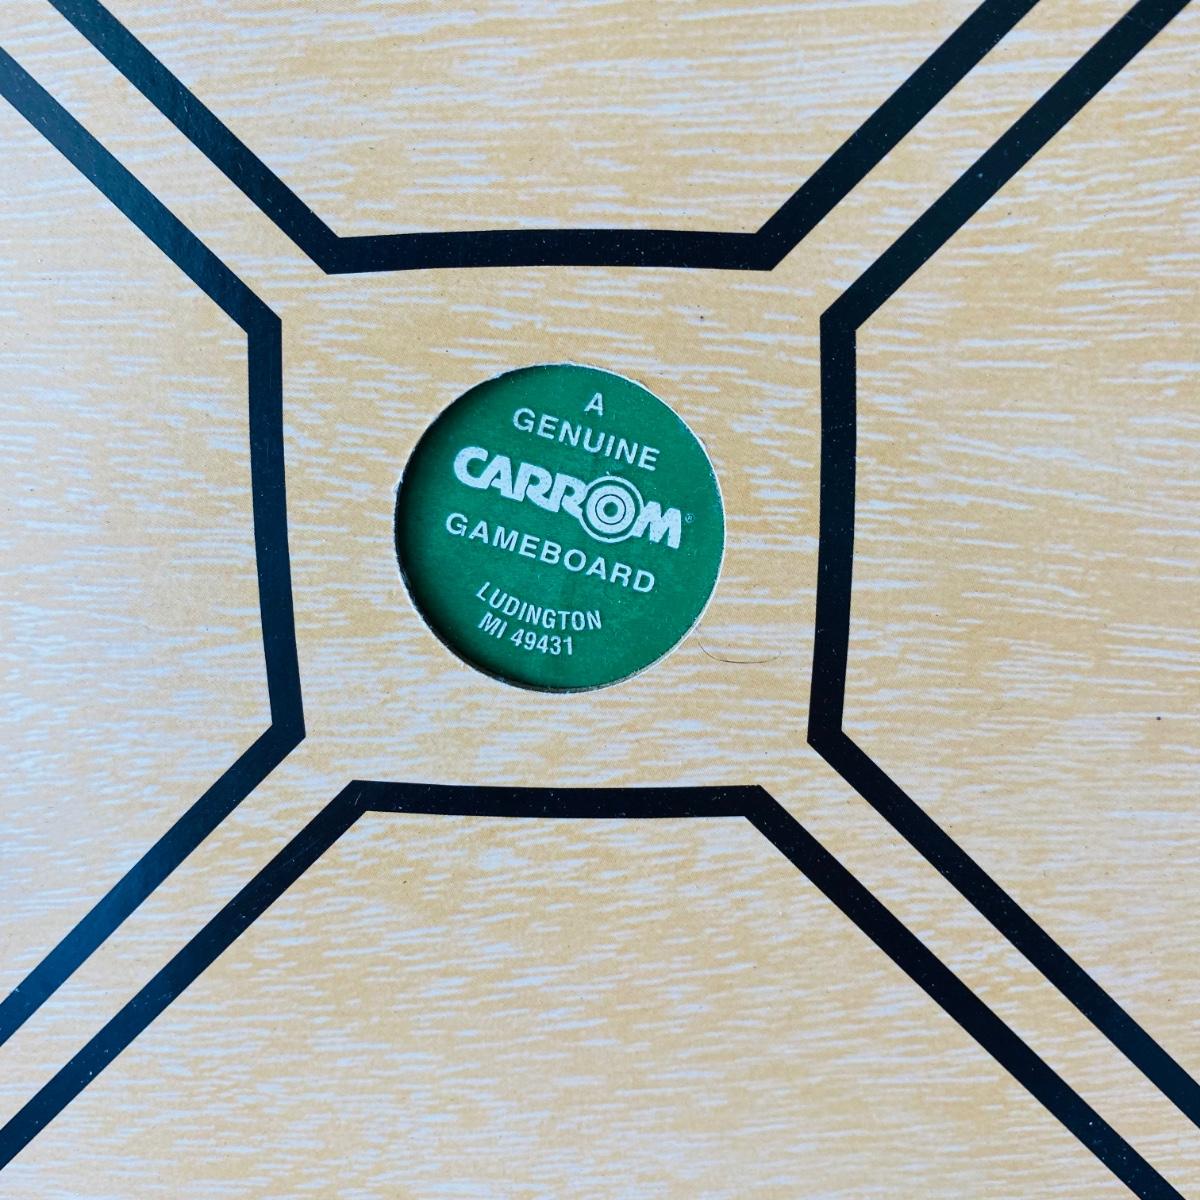 A
GENUINE
CARROM®
GAMEBOARD
LUDINGTON
MI 49431